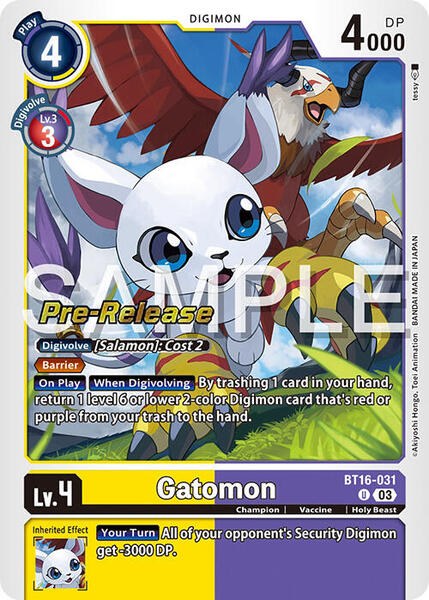 Play
DIGIMON
4
DP
4000
Digivolve
Lv.3
3
tessy
SAMPLE
Pre-Release
Digivolve [Salamon]: Cost 2
Barrier
On Play When Digivolving By trashing 1 card in your hand,
return 1 level 6 or lower 2-color Digimon card that's red or
purple from your trash to the hand.
©Akiyoshi Hongo, Toei Animation BANDAI MADE IN JAPAN
Lv.4
Gatomon
BT16-031
U 03
Champion | Vaccine | Holy Beast
Inherited Effect
Your Turn All of your opponent's Security Digimon
get -3000 DP.